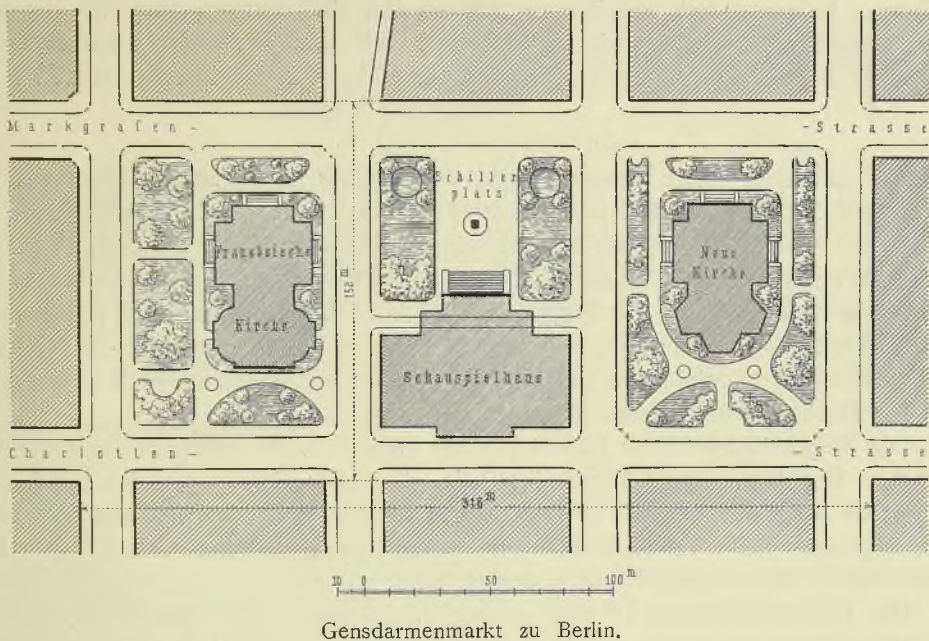 Markgrafen-
-Strasse
Schiller
platz
Französische
Neue
Kirche
152 m
Kirche
Schauspielhaus
Charlotten-
-Strasse
316 m
10 0 50 100 m
Gensdarmenmarkt zu Berlin.